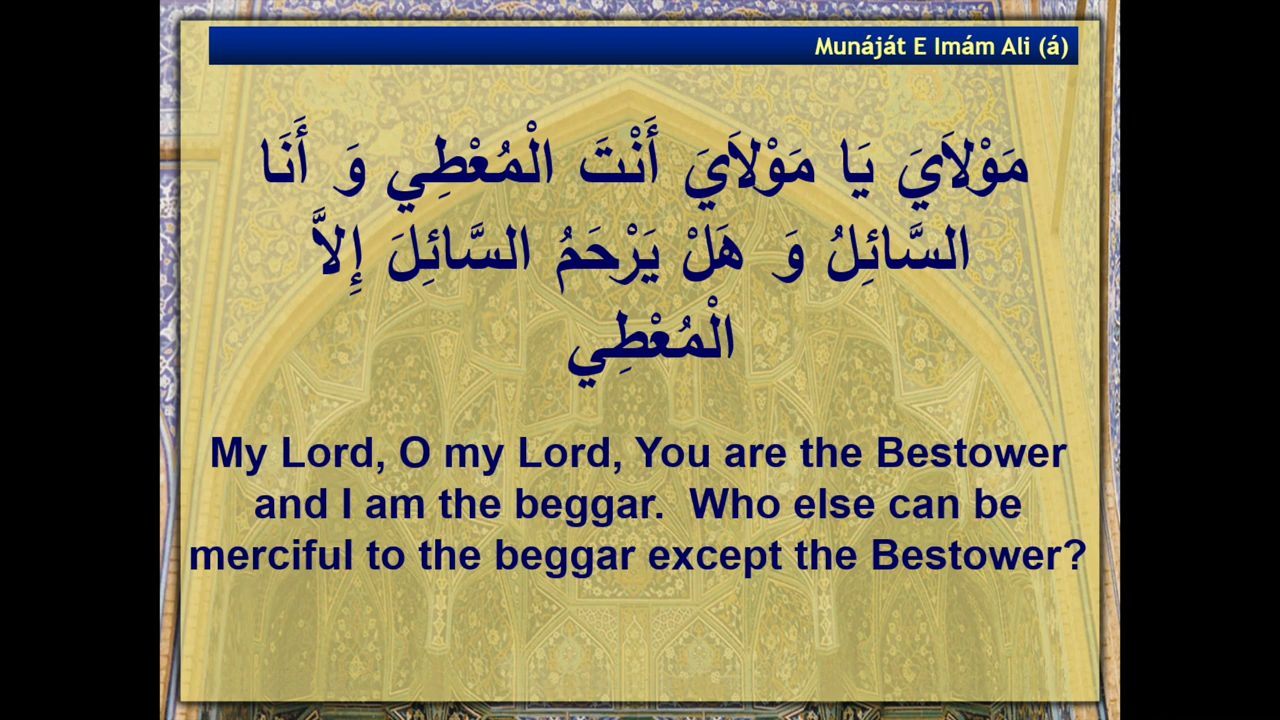 Munáját E Imám Ali (á)
مَوْلاَيَ يَا مَوْلاَيَ أَنْتَ الْمُعْطِي وَ أَنَا
السَّائِلُ وَ هَلْ يَرْحَمُ السَّائِلَ إِلاَّ
الْمُعْطِي
My Lord, O my Lord, You are the Bestower
and I am the beggar.  Who else can be
merciful to the beggar except the Bestower?